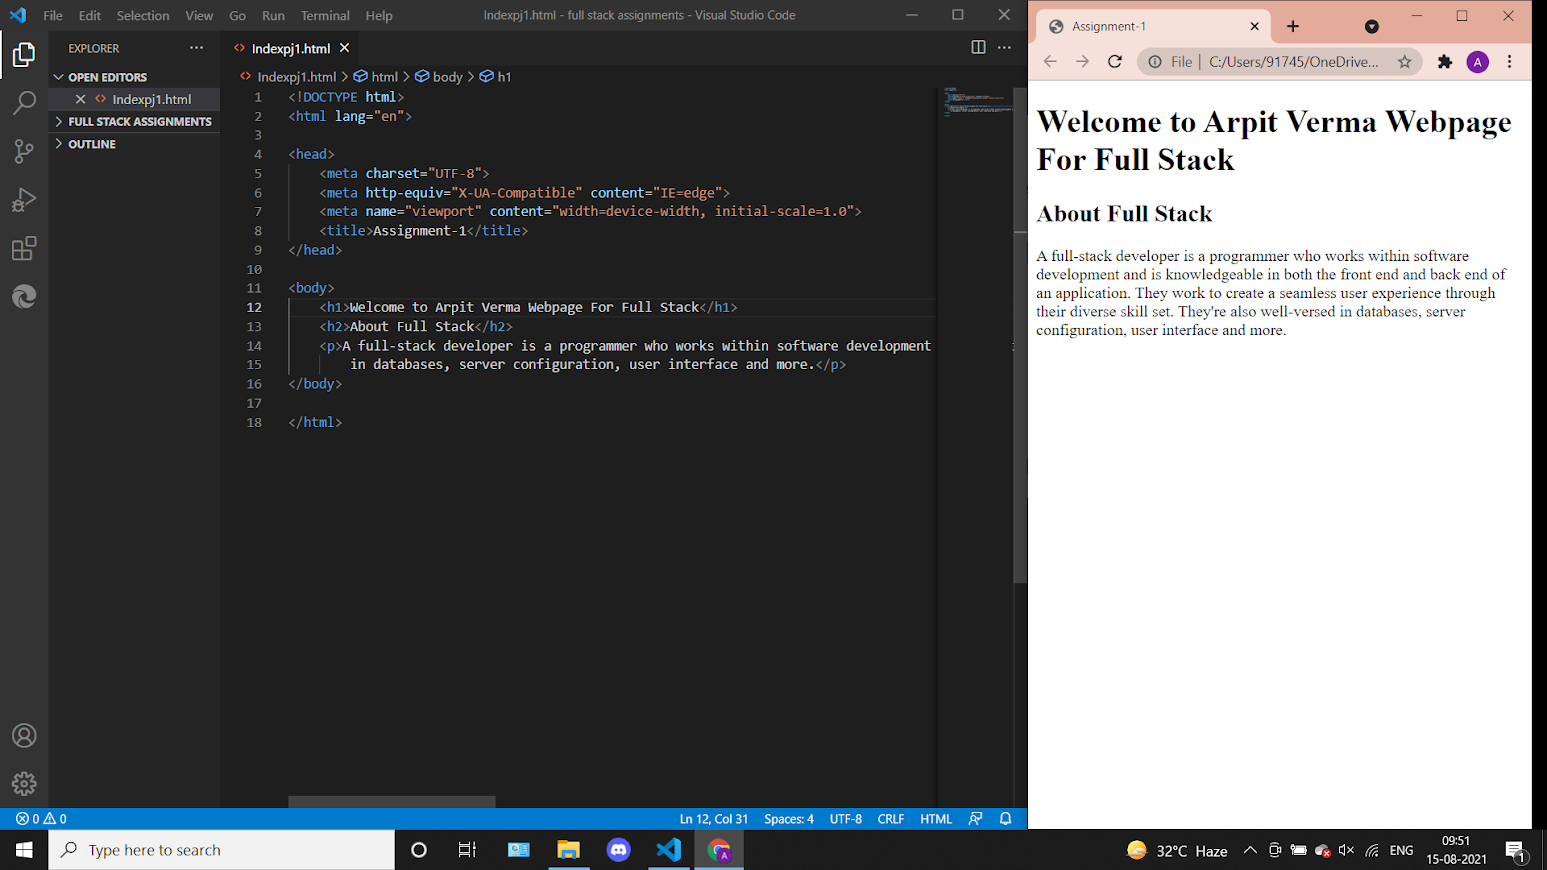 File Edit Selection View Go Run Terminal Help
Indexpj1.html - full stack assignments - Visual Studio Code
EXPLORER
OPEN EDITORS
Indexpj1.html
FULL STACK ASSIGNMENTS
OUTLINE
Indexpj1.html
Indexpj1.html > html > body > h1
1 <!DOCTYPE html>
2 <html lang="en">
3
4 <head>
5 <meta charset="UTF-8">
6 <meta http-equiv="X-UA-Compatible" content="IE=edge">
7 <meta name="viewport" content="width=device-width, initial-scale=1.0">
8 <title>Assignment-1</title>
9 </head>
10
11 <body>
12 <h1>Welcome to Arpit Verma Webpage For Full Stack</h1>
13 <h2>About Full Stack</h2>
14 <p>A full-stack developer is a programmer who works within software development
15 in databases, server configuration, user interface and more.</p>
16 </body>
17
18 </html>
0 0
Ln 12, Col 31 Spaces: 4 UTF-8 CRLF HTML
Assignment-1
File | C:/Users/91745/OneDrive...
A
Welcome to Arpit Verma Webpage
For Full Stack
About Full Stack
A full-stack developer is a programmer who works within software
development and is knowledgeable in both the front end and back end of
an application. They work to create a seamless user experience through
their diverse skill set. They're also well-versed in databases, server
configuration, user interface and more.
Type here to search
A
32°C Haze
ENG
09:51
15-08-2021
1